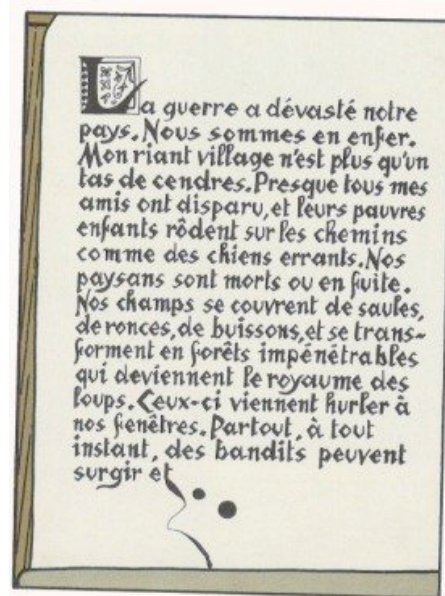 La guerre a dévasté notre
pays. Nous sommes en enfer.
Mon riant village n'est plus qu'un
tas de cendres. Presque tous mes
amis ont disparu, et leurs pauvres
enfants rôdent sur les chemins
comme des chiens errants. Nos
paysans sont morts ou en fuite.
Nos champs se couvrent de saules,
de ronces, de buissons, et se trans-
forment en forêts impénétrables
qui deviennent le royaume des
loups. Ceux-ci viennent hurler à
nos fenêtres. Partout, à tout
instant, des bandits peuvent
surgir et